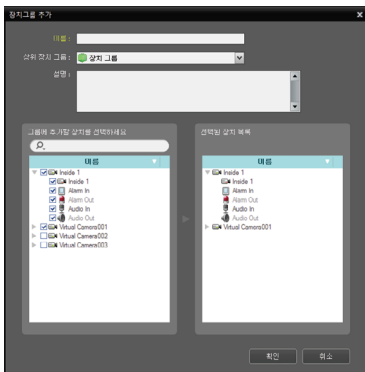 장치그룹 추가
이름 :
상위 장치 그룹 : 장치 그룹
설명 :
그룹에 추가할 장치를 선택하세요
이름
Inside 1
Inside 1
Alarm In
Alarm Out
Audio In
Audio Out
Virtual Camera001
Virtual Camera002
Virtual Camera003
선택된 장치 목록
이름
Inside 1
Inside 1
Alarm In
Alarm Out
Audio In
Audio Out
Virtual Camera001
확인
취소